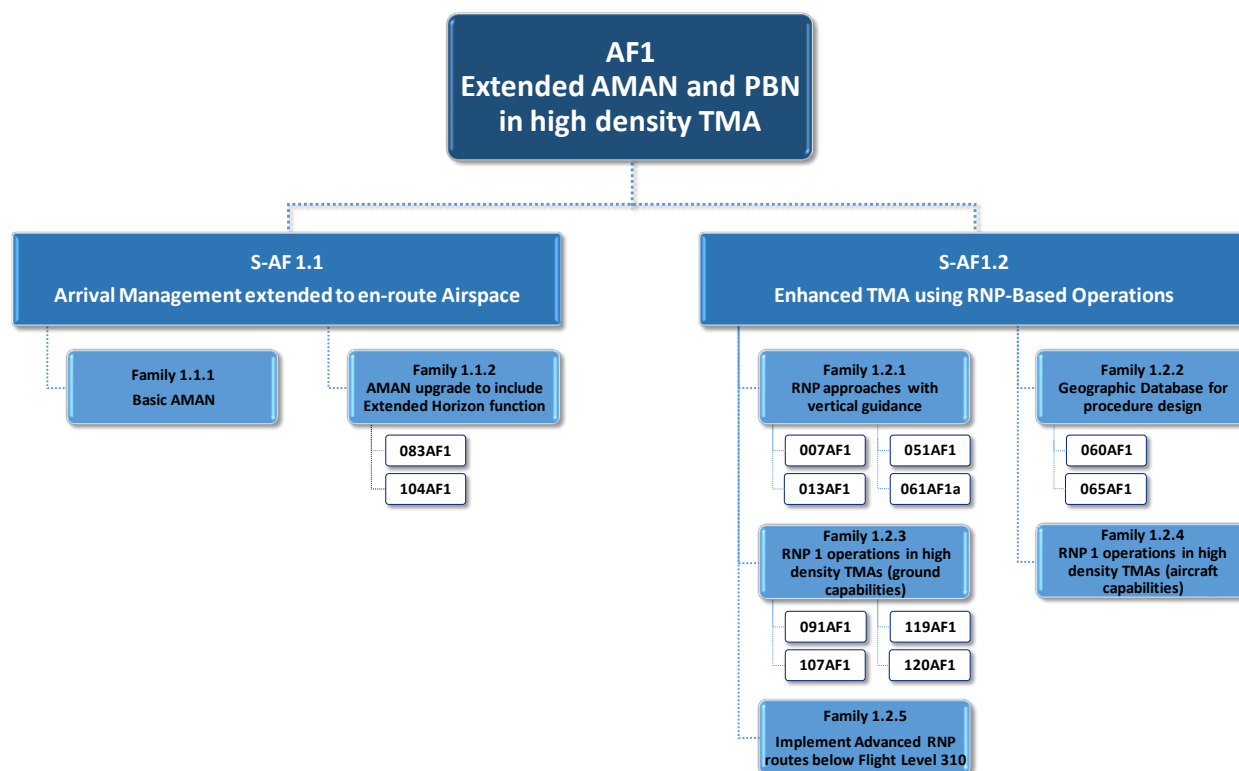 AF1
Extended AMAN and PBN
in high density TMA
S-AF 1.1
Arrival Management extended to en-route Airspace
S-AF1.2
Enhanced TMA using RNP-Based Operations
Family 1.1.1
Basic AMAN
Family 1.1.2
AMAN upgrade to include
Extended Horizon function
083AF1
104AF1
Family 1.2.1
RNP approaches with
vertical guidance
007AF1
051AF1
013AF1
061AF1a
Family 1.2.2
Geographic Database for
procedure design
060AF1
065AF1
Family 1.2.3
RNP 1 operations in high
density TMAs (ground
capabilities)
091AF1
119AF1
107AF1
120AF1
Family 1.2.4
RNP 1 operations in high
density TMAs (aircraft
capabilities)
Family 1.2.5
Implement Advanced RNP
routes below Flight Level 310